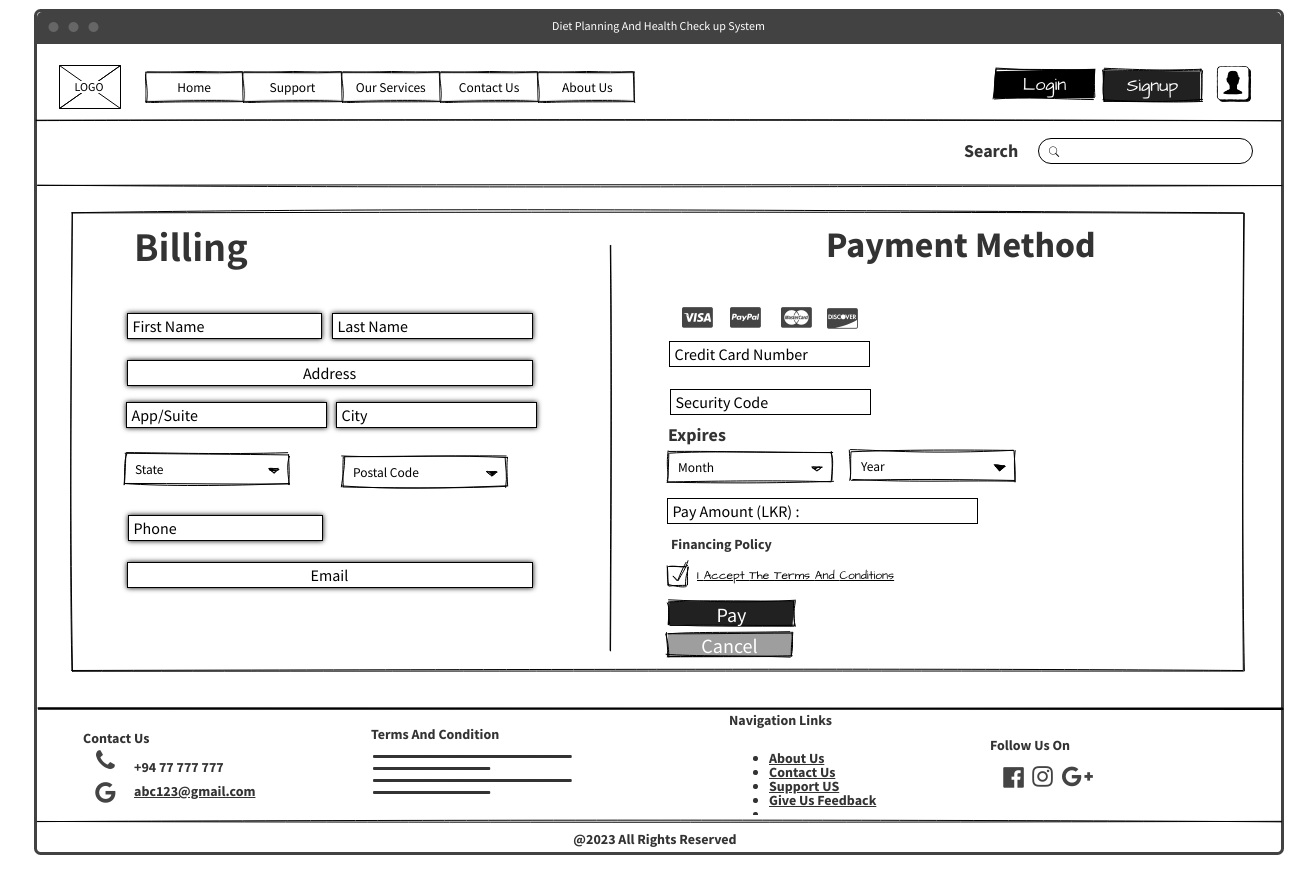 Diet Planning And Health Check up System
LOGO
Home Support Our Services Contact Us About Us
Login Signup
Search
Billing
First Name Last Name
Address
App/Suite City
State Postal Code
Phone
Email
Payment Method
VISA PayPal MasterCard DISCOVER
Credit Card Number
Security Code
Expires
Month Year
Pay Amount (LKR) :
Financing Policy
I Accept The Terms And Conditions
Pay
Cancel
Contact Us
+94 77 777 777
abc123@gmail.com
Terms And Condition
Navigation Links
About Us
Contact Us
Support US
Give Us Feedback
Follow Us On
@2023 All Rights Reserved